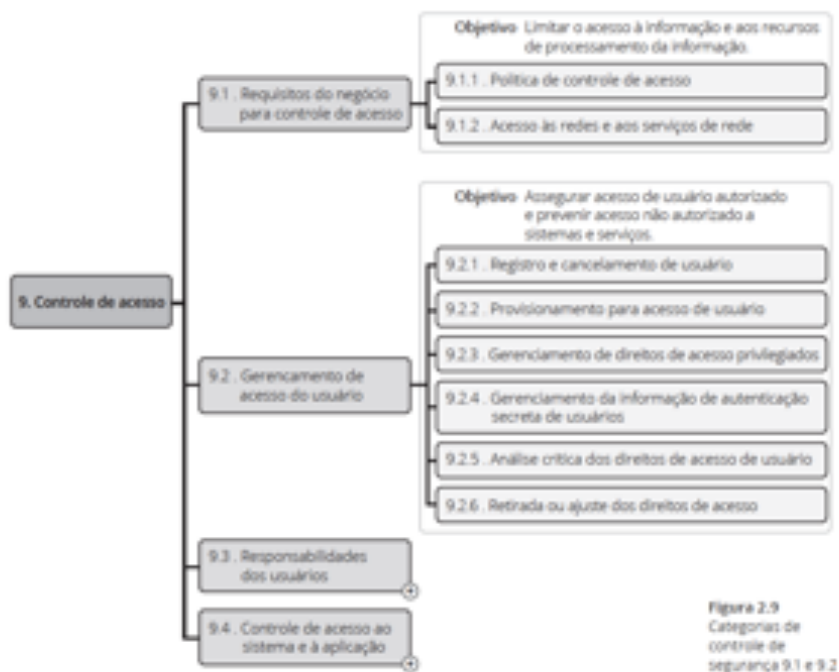 9. Controle de acesso
9.1 . Requisitos do negócio
para controle de acesso
Objetivo Limitar o acesso à informação e aos recursos
de processamento da informação.
9.1.1 . Política de controle de acesso
9.1.2 . Acesso às redes e aos serviços de rede
9.2 . Gerencamento de
acesso do usuário
Objetivo Assegurar acesso de usuário autorizado
e prevenir acesso não autorizado a
sistemas e serviços.
9.2.1 . Registro e cancelamento de usuário
9.2.2 . Provisionamento para acesso de usuário
9.2.3 . Gerenciamento de direitos de acesso privilegiados
9.2.4 . Gerenciamento da informação de autenticação
secreta de usuários
9.2.5 . Análise crítica dos direitos de acesso de usuário
9.2.6 . Retirada ou ajuste dos direitos de acesso
9.3 . Responsabilidades
dos usuários
9.4 . Controle de acesso ao
sistema e à aplicação
Figura 2.9
Categorias de
controle de
segurança 9.1 e 9.2